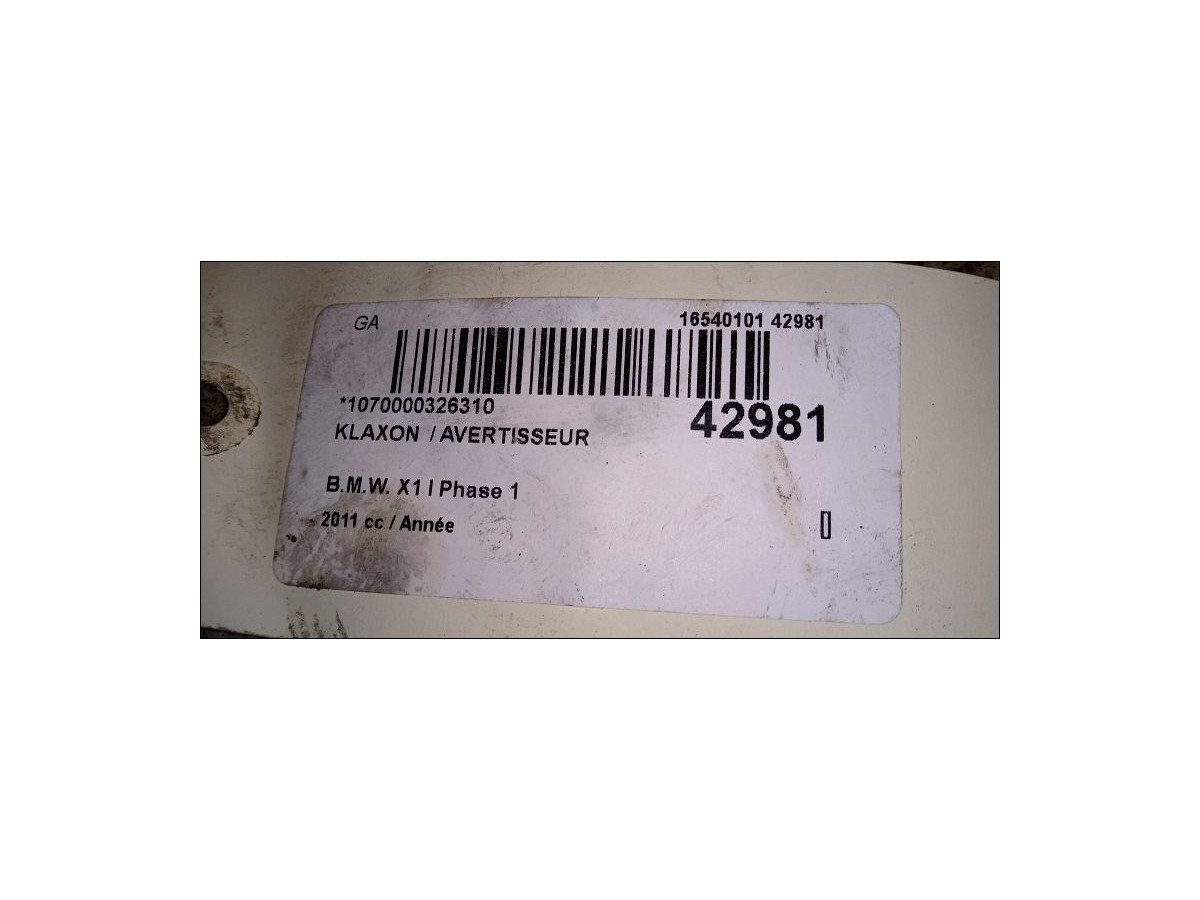 GA
16540101 42981
*1070000326310
42981
KLAXON / AVERTISSEUR
B.M.W. X1 I Phase 1
2011 cc / Année